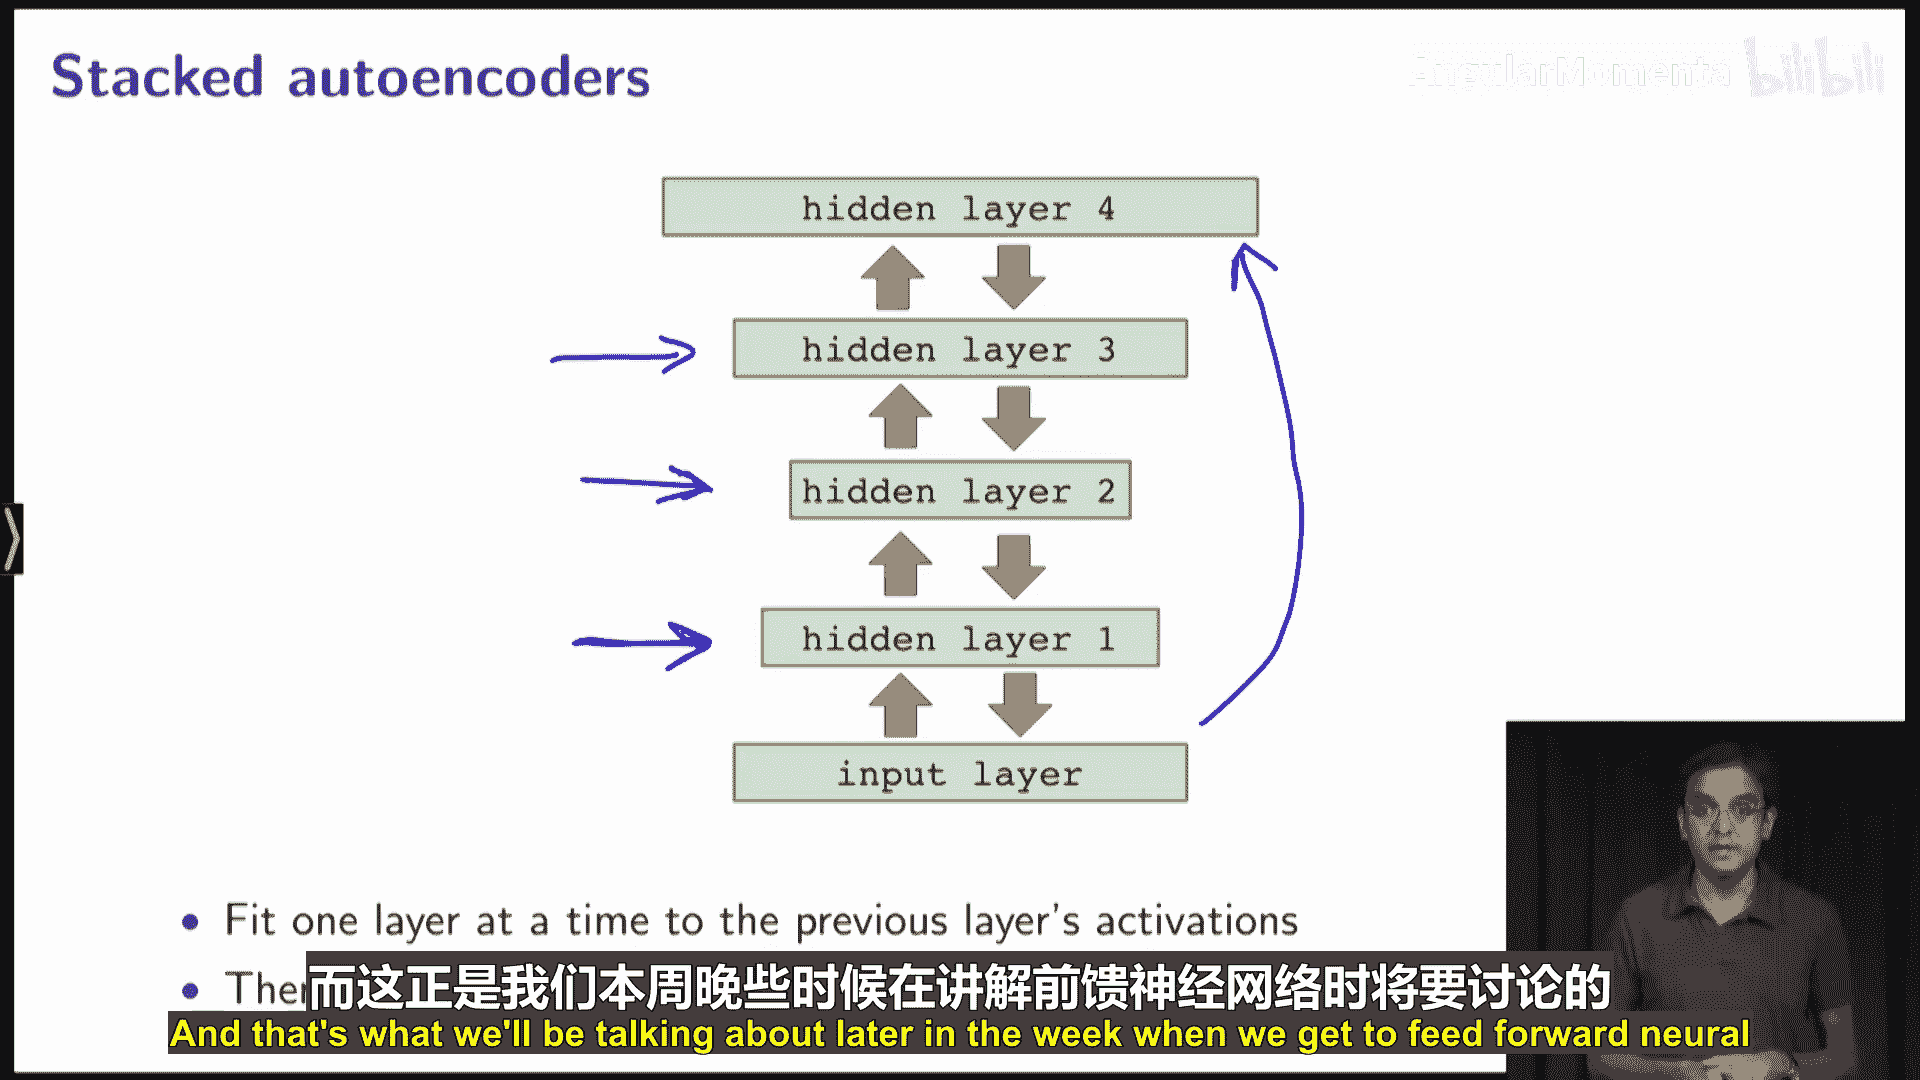 Stacked autoencoders
AngularMomenta bilibili
hidden layer 4
hidden layer 3
hidden layer 2
hidden layer 1
input layer
• Fit one layer at a time to the previous layer's activations
• Ther
而这正是我们本周晚些时候在讲解前馈神经网络时将要讨论的
And that's what we'll be talking about later in the week when we get to feed forward neural